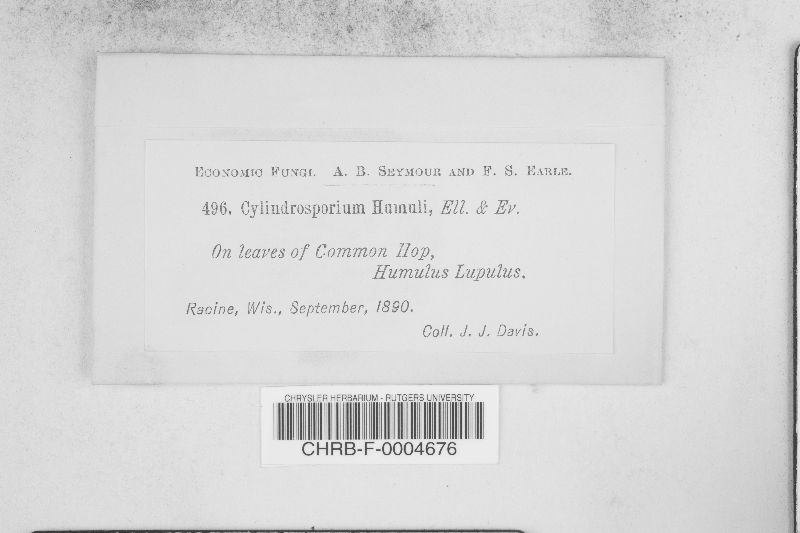 Economic Fungi. A. B. Seymour and F. S. Earle.
496. Cylindrosporium Humuli, Ell. & Ev.
On leaves of Common Hop,
Humulus Lupulus.
Racine, Wis., September, 1890.
Coll. J. J. Davis.
CHRYSLER HERBARIUM - RUTGERS UNIVERSITY
CHRB-F-0004676